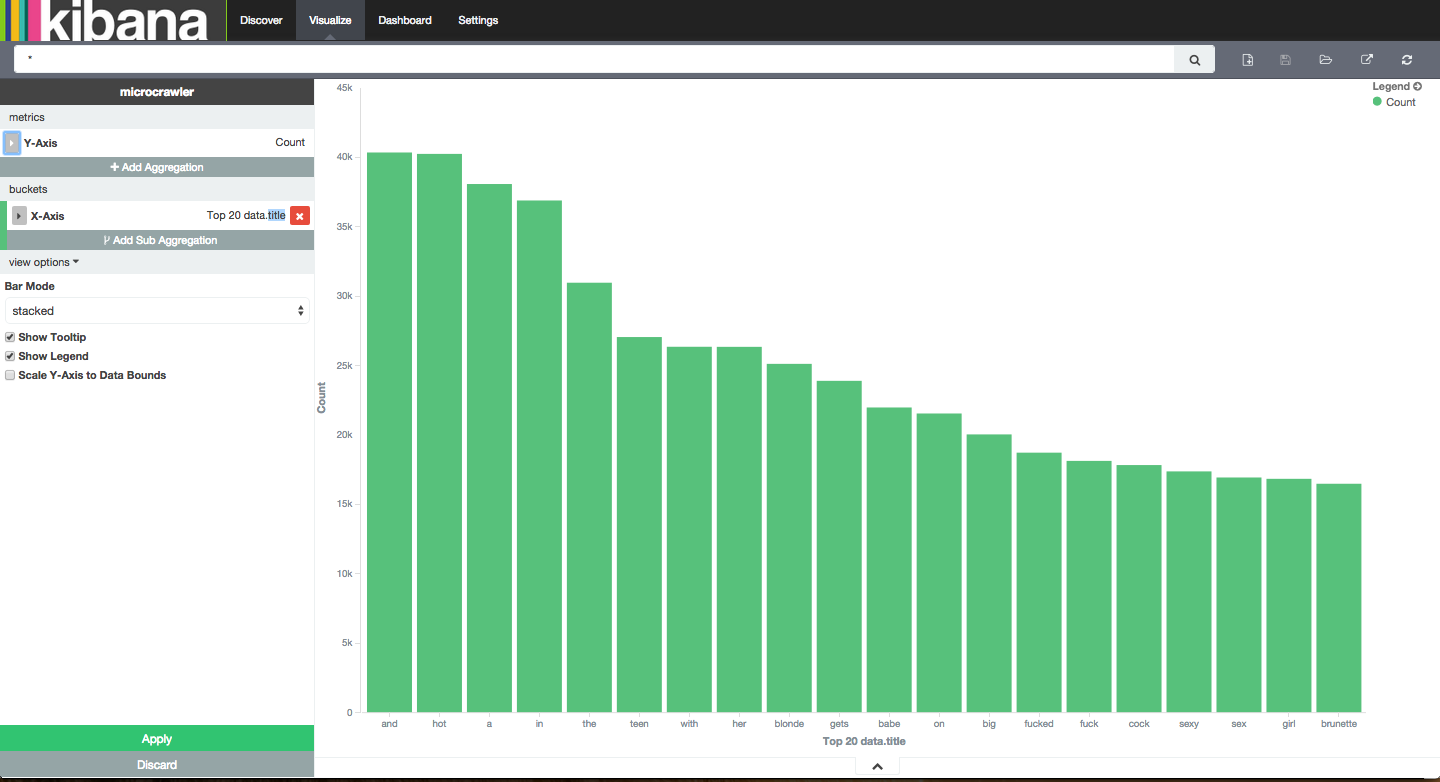 kibana Discover Visualize Dashboard Settings
*
microcrawler
metrics
Y-Axis Count
Add Aggregation
buckets
X-Axis Top 20 data.title
Add Sub Aggregation
view options
Bar Mode
stacked
Show Tooltip
Show Legend
Scale Y-Axis to Data Bounds
Apply
Discard
Legend
Count
45k
40k
35k
30k
25k
20k
15k
10k
5k
0
Count
and hot a in the teen with her blonde gets babe on big fucked fuck cock sexy sex girl brunette
Top 20 data.title